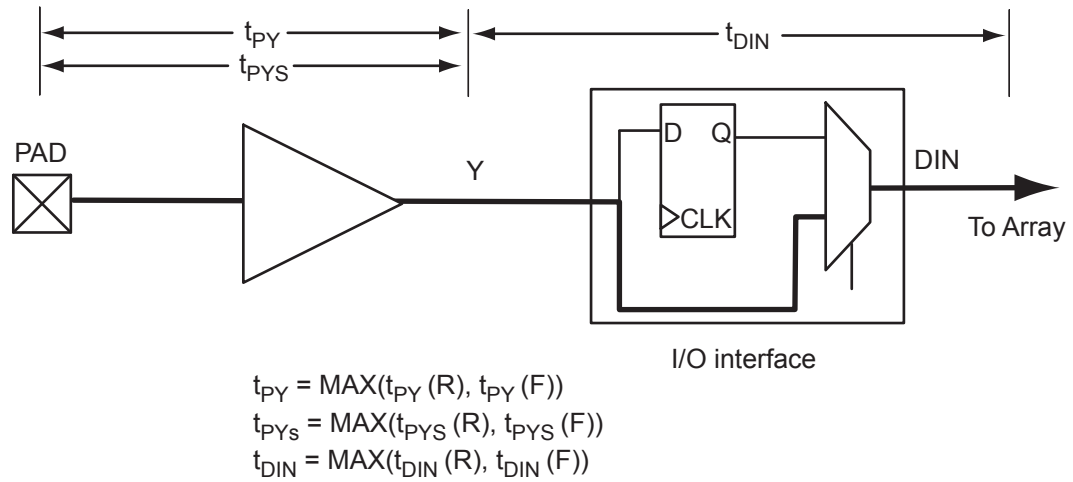 tPY
tDIN
tPYS
PAD
Y
D
Q
CLK
DIN
To Array
I/O interface
tPY = MAX(tPY (R), tPY (F))
tPYs = MAX(tPYS (R), tPYS (F))
tDIN = MAX(tDIN (R), tDIN (F))